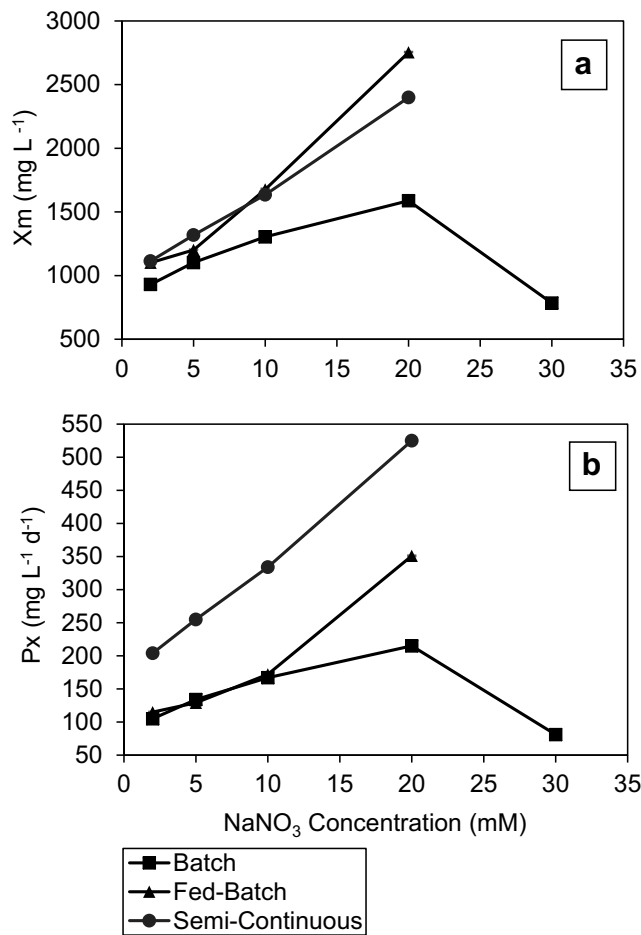 3000
2500
2000
1500
1000
500
Xm (mg L -1)
a
0 5 10 15 20 25 30 35
550
500
450
400
350
300
250
200
150
100
50
Px (mg L-1 d-1)
b
0 5 10 15 20 25 30 35
NaNO3 Concentration (mM)
Batch
Fed-Batch
Semi-Continuous